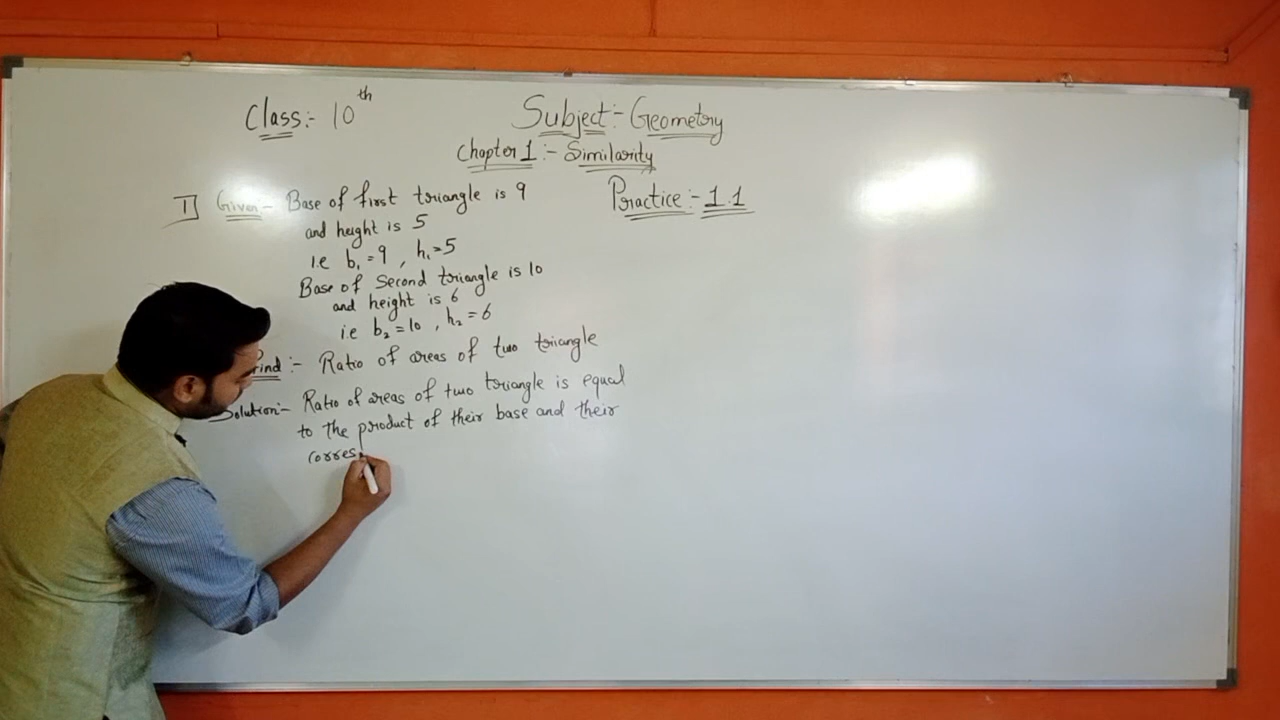 Class:- 10th
Subject:- Geometry
Chapter 1:- Similarity
Practice:- 1.1
1] Given:- Base of first triangle is 9
and height is 5
i.e b₁ = 9 , h₁ = 5
Base of Second triangle is 10
and height is 6
i.e b₂ = 10 , h₂ = 6
Find:- Ratio of areas of two triangle
Solution:- Ratio of areas of two triangle is equal
to the product of their base and their
corres